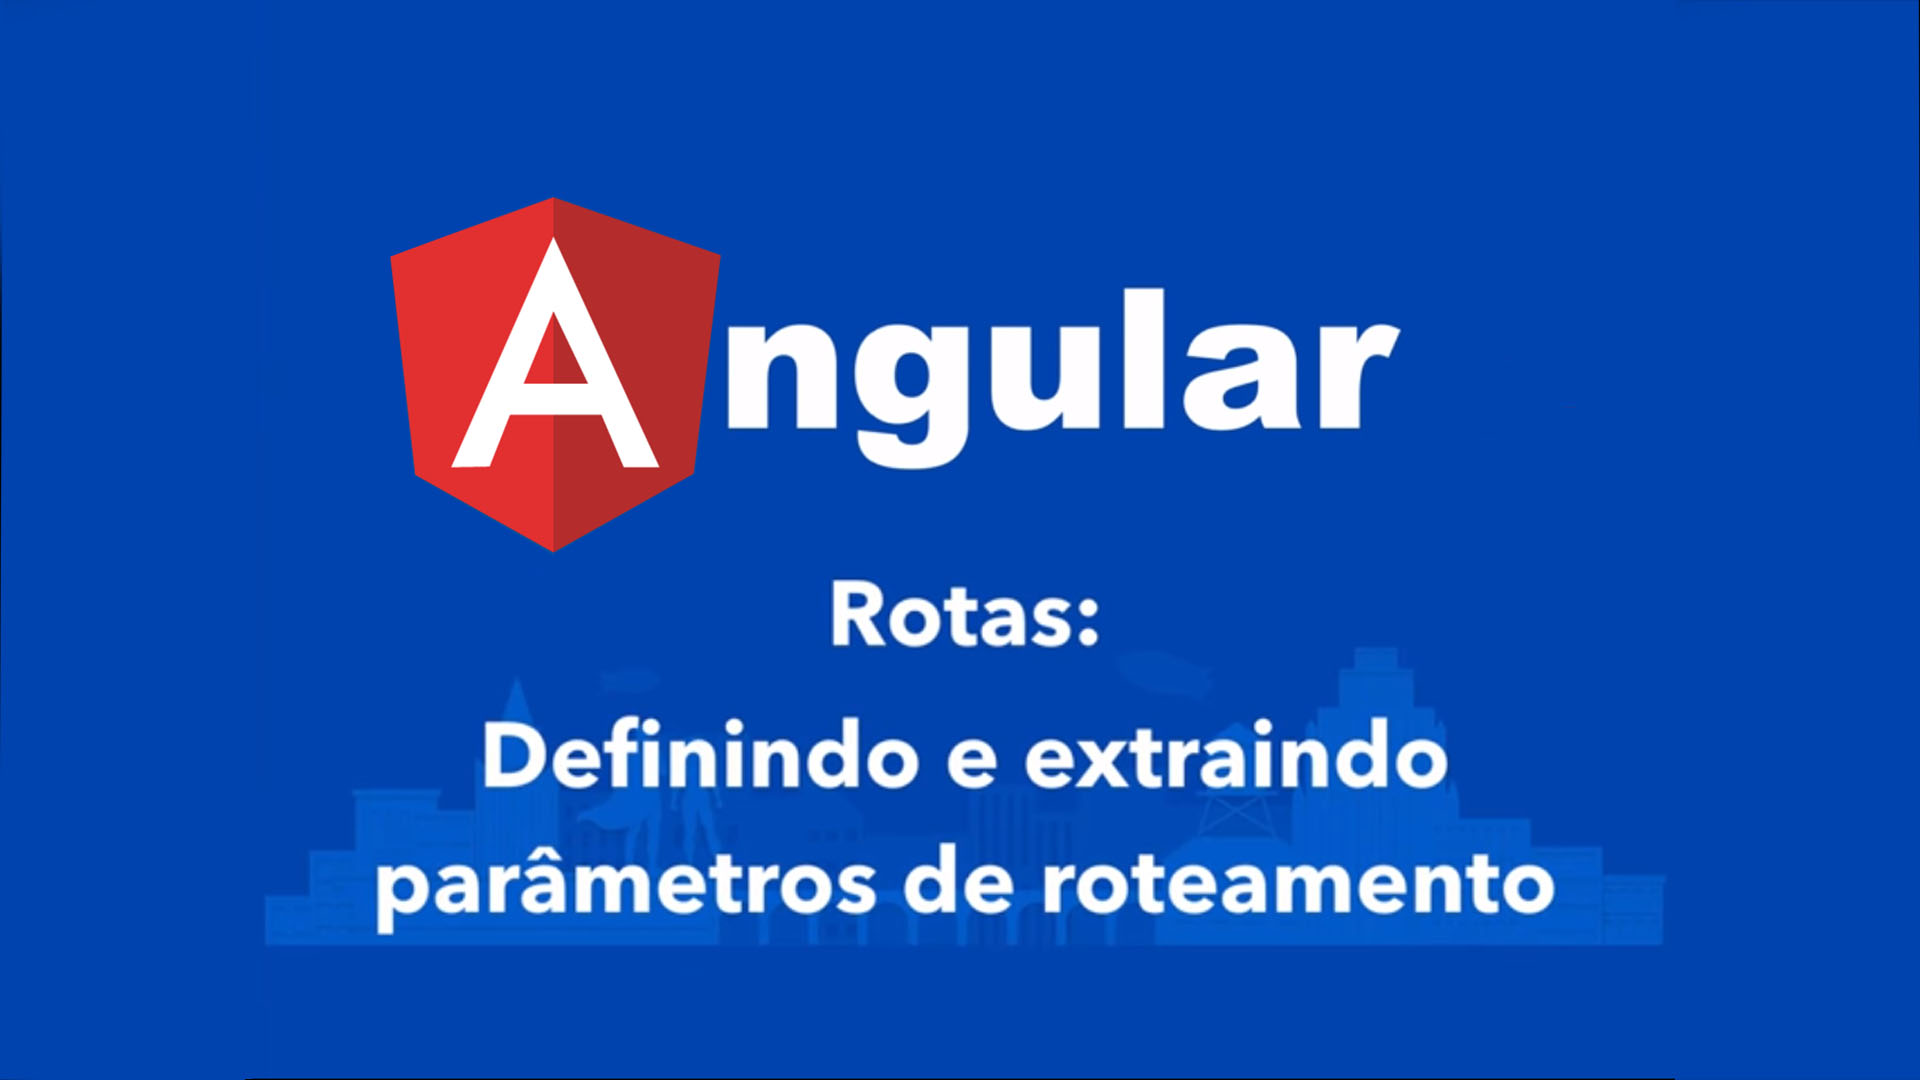 Angular
Rotas:
Definindo e extraindo
parâmetros de roteamento